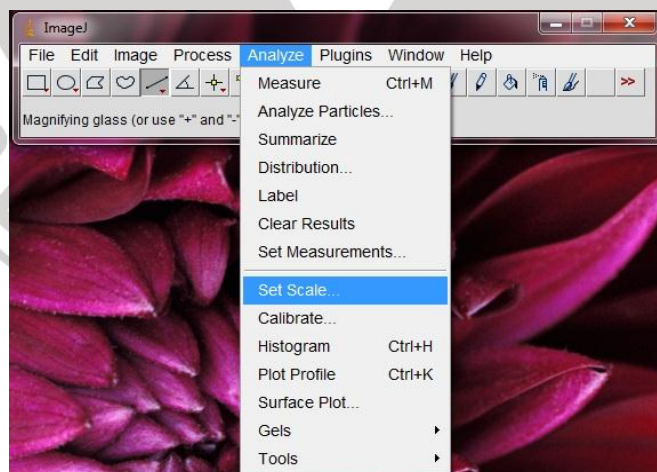 ImageJ
File Edit Image Process Analyze Plugins Window Help
>>
Magnifying glass (or use "+" and "-"
Measure Ctrl+M
Analyze Particles...
Summarize
Distribution...
Label
Clear Results
Set Measurements...
Set Scale...
Calibrate...
Histogram Ctrl+H
Plot Profile Ctrl+K
Surface Plot...
Gels
Tools